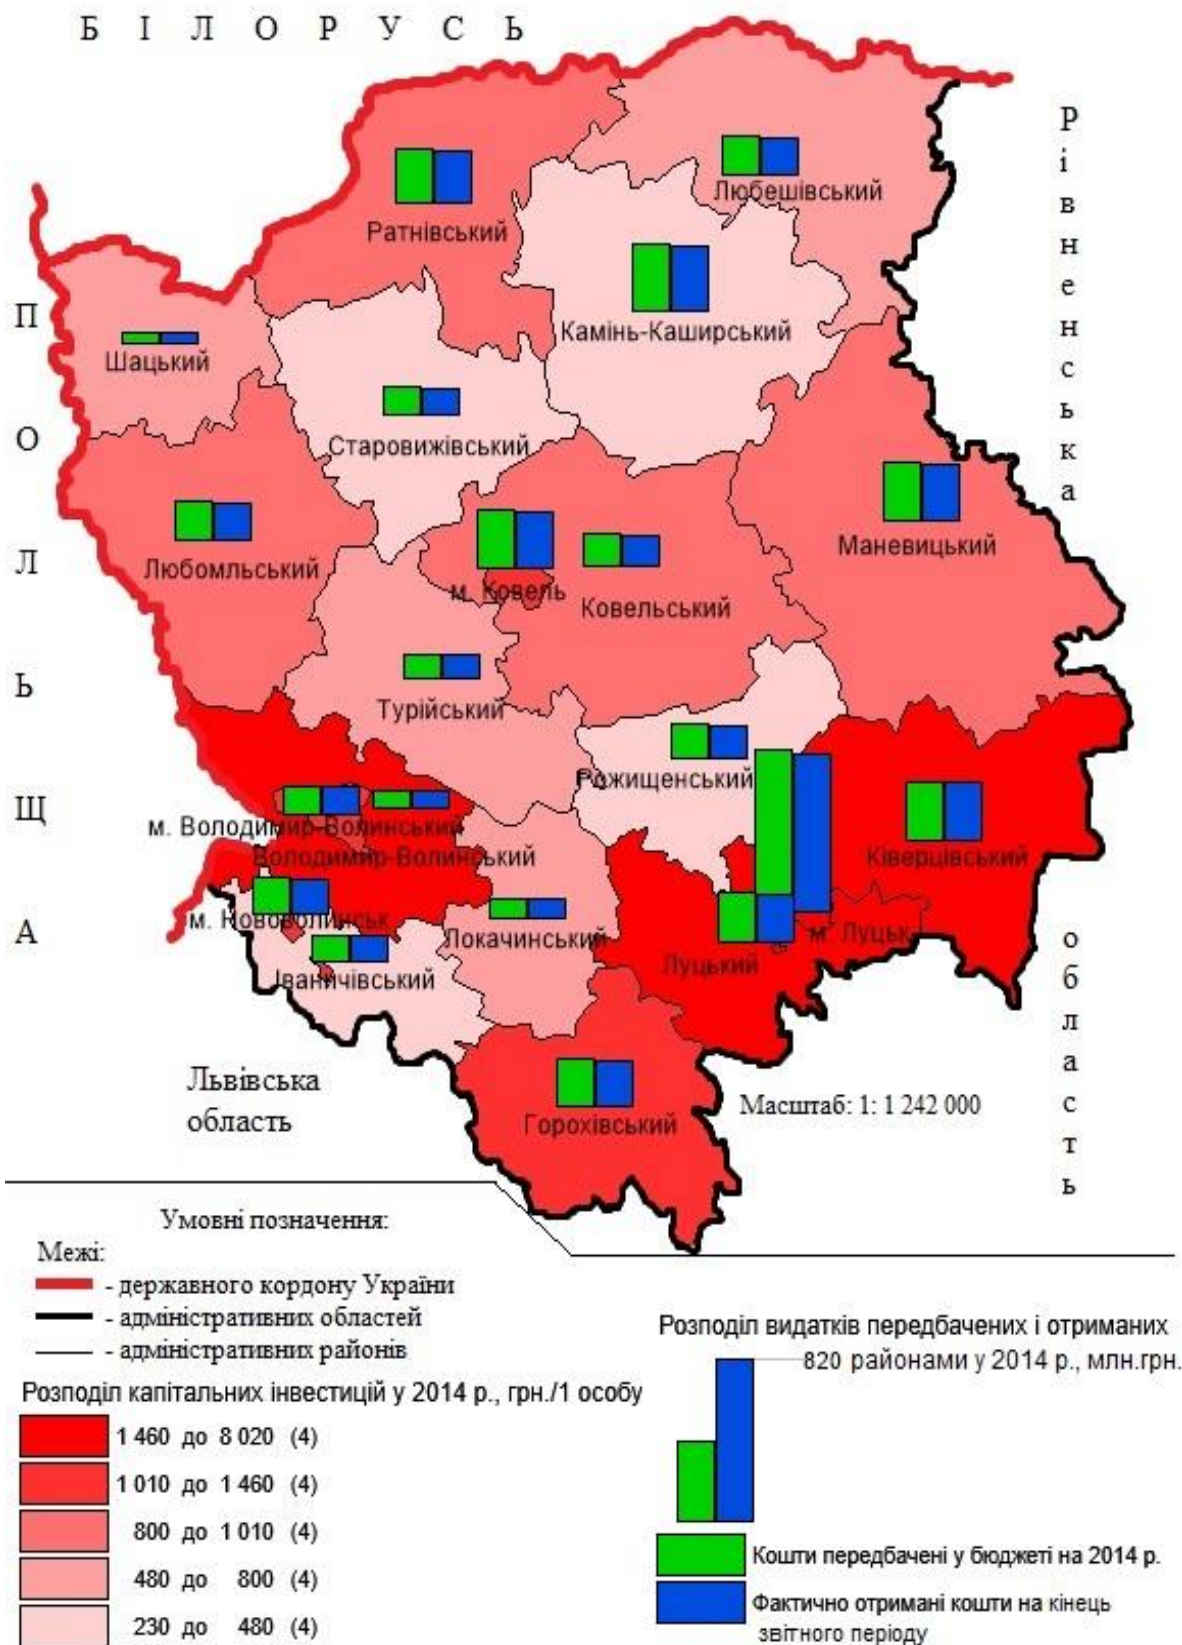 БІЛОРУСЬ
Рівненська
область
ПОЛЬЩА
Любешівський
Ратнівський
Камінь-Каширський
Шацький
Старовижівський
Маневицький
Любомльський
м. Ковель
Ковельський
Турійський
Рожищенський
м. Володимир-Волинський
Володимир-Волинський
Ківерцівський
м. Нововолинськ
Локачинський
м. Луцьк
Луцький
Іваничівський
Львівська
область
Горохівський
Масштаб: 1: 1 242 000
Умовні позначення:
Межі:
- державного кордону України
- адміністративних областей
- адміністративних районів
Розподіл капітальних інвестицій у 2014 р., грн./1 особу
1 460 до 8 020 (4)
1 010 до 1 460 (4)
800 до 1 010 (4)
480 до 800 (4)
230 до 480 (4)
Розподіл видатків передбачених і отриманих
820 районами у 2014 р., млн.грн.
Кошти передбачені у бюджеті на 2014 р.
Фактично отримані кошти на кінець
звітного періоду